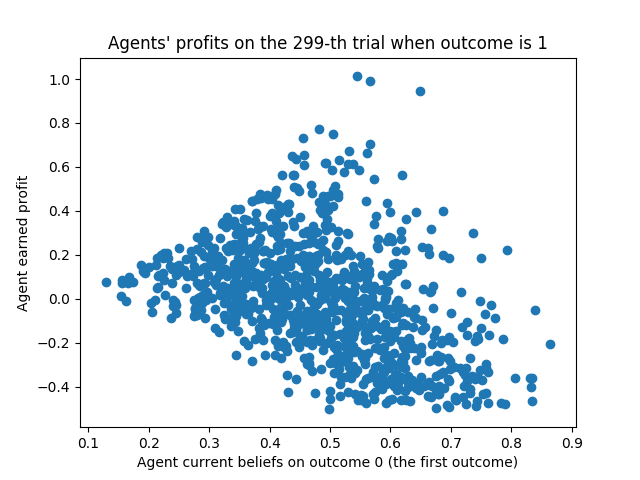 Agents' profits on the 299-th trial when outcome is 1
Agent earned profit
1.0
0.8
0.6
0.4
0.2
0.0
−0.2
−0.4
0.1 0.2 0.3 0.4 0.5 0.6 0.7 0.8 0.9
Agent current beliefs on outcome 0 (the first outcome)